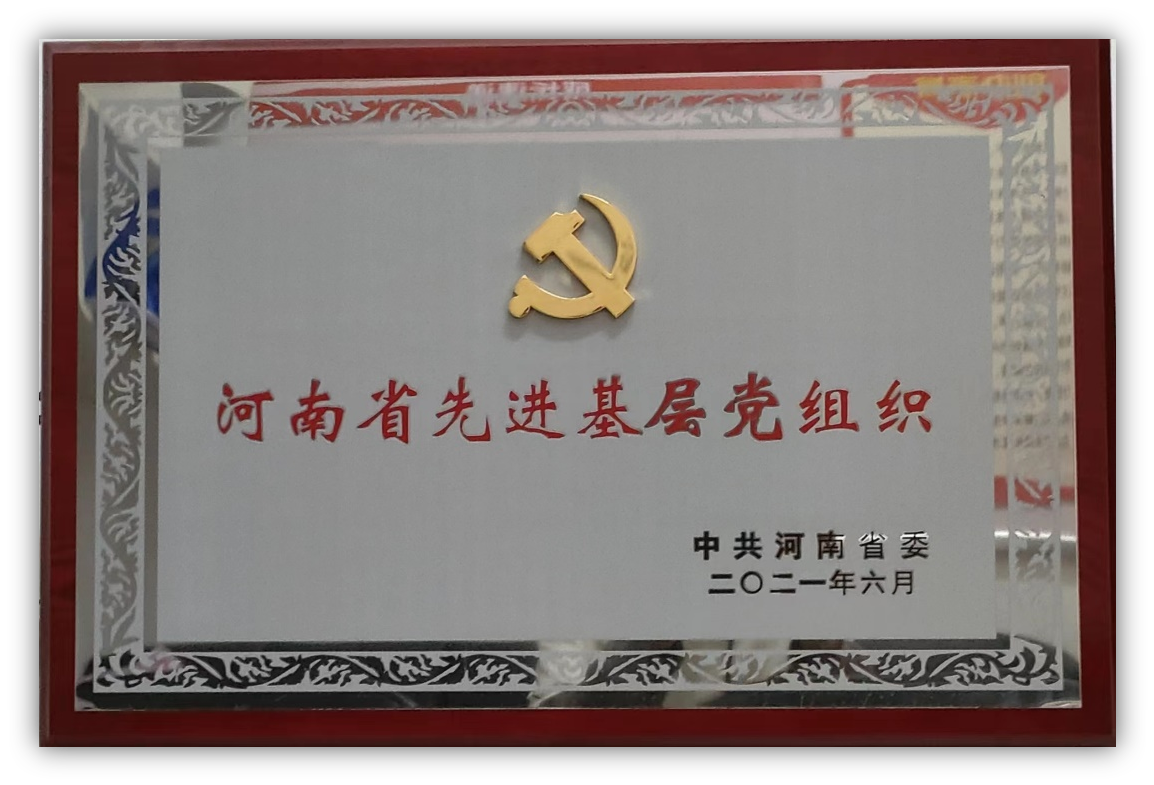 河南省先进基层党组织
中共河南省委
二〇二一年六月